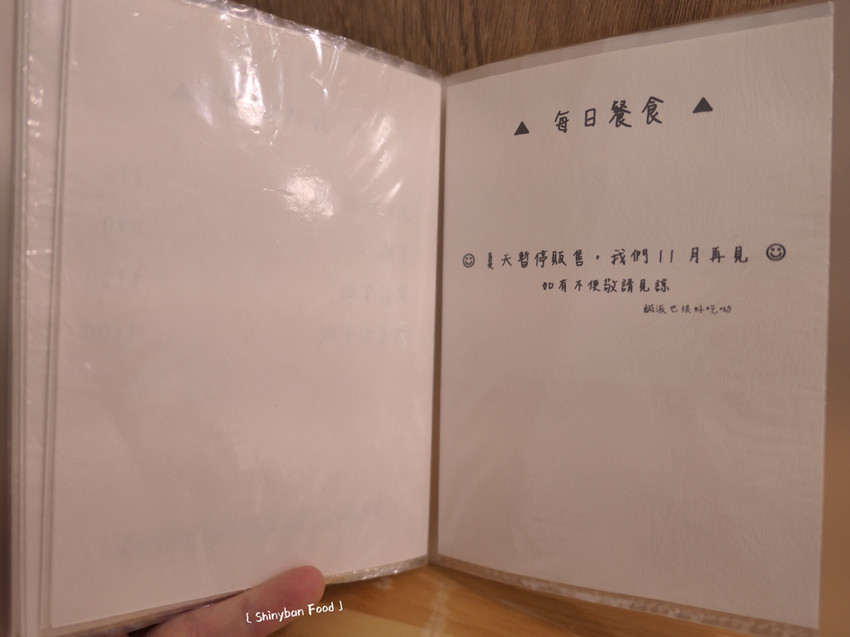 ▲ 每日餐食 ▲
☺ 夏天暫停販售，我們11月再見 ☺
如有不便敬請見諒
鹹派也很好吃呦
[ Shinyban Food ]